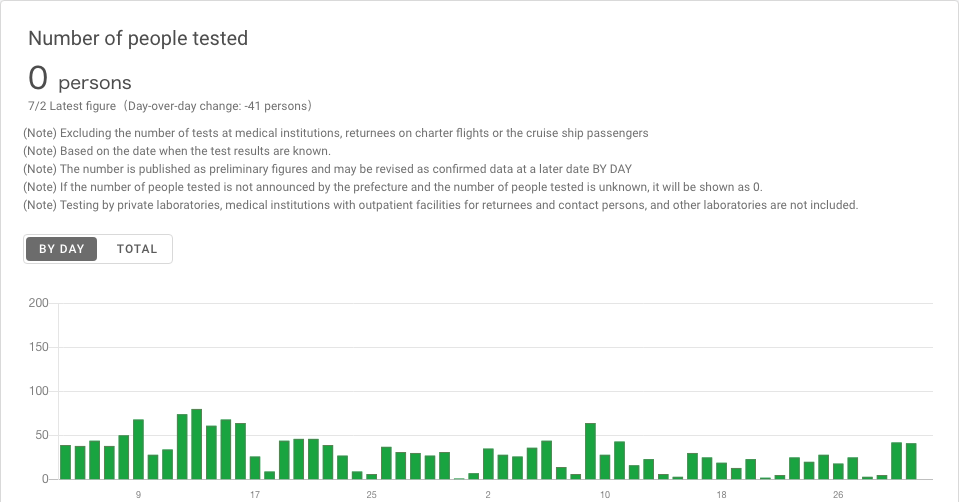 Number of people tested
0 persons
7/2 Latest figure（Day-over-day change: -41 persons）
(Note) Excluding the number of tests at medical institutions, returnees on charter flights or the cruise ship passengers
(Note) Based on the date when the test results are known.
(Note) The number is published as preliminary figures and may be revised as confirmed data at a later date BY DAY
(Note) If the number of people tested is not announced by the prefecture and the number of people tested is unknown, it will be shown as 0.
(Note) Testing by private laboratories, medical institutions with outpatient facilities for returnees and contact persons, and other laboratories are not included.
BY DAY TOTAL
200
150
100
50
0
9 17 25 2 10 18 26